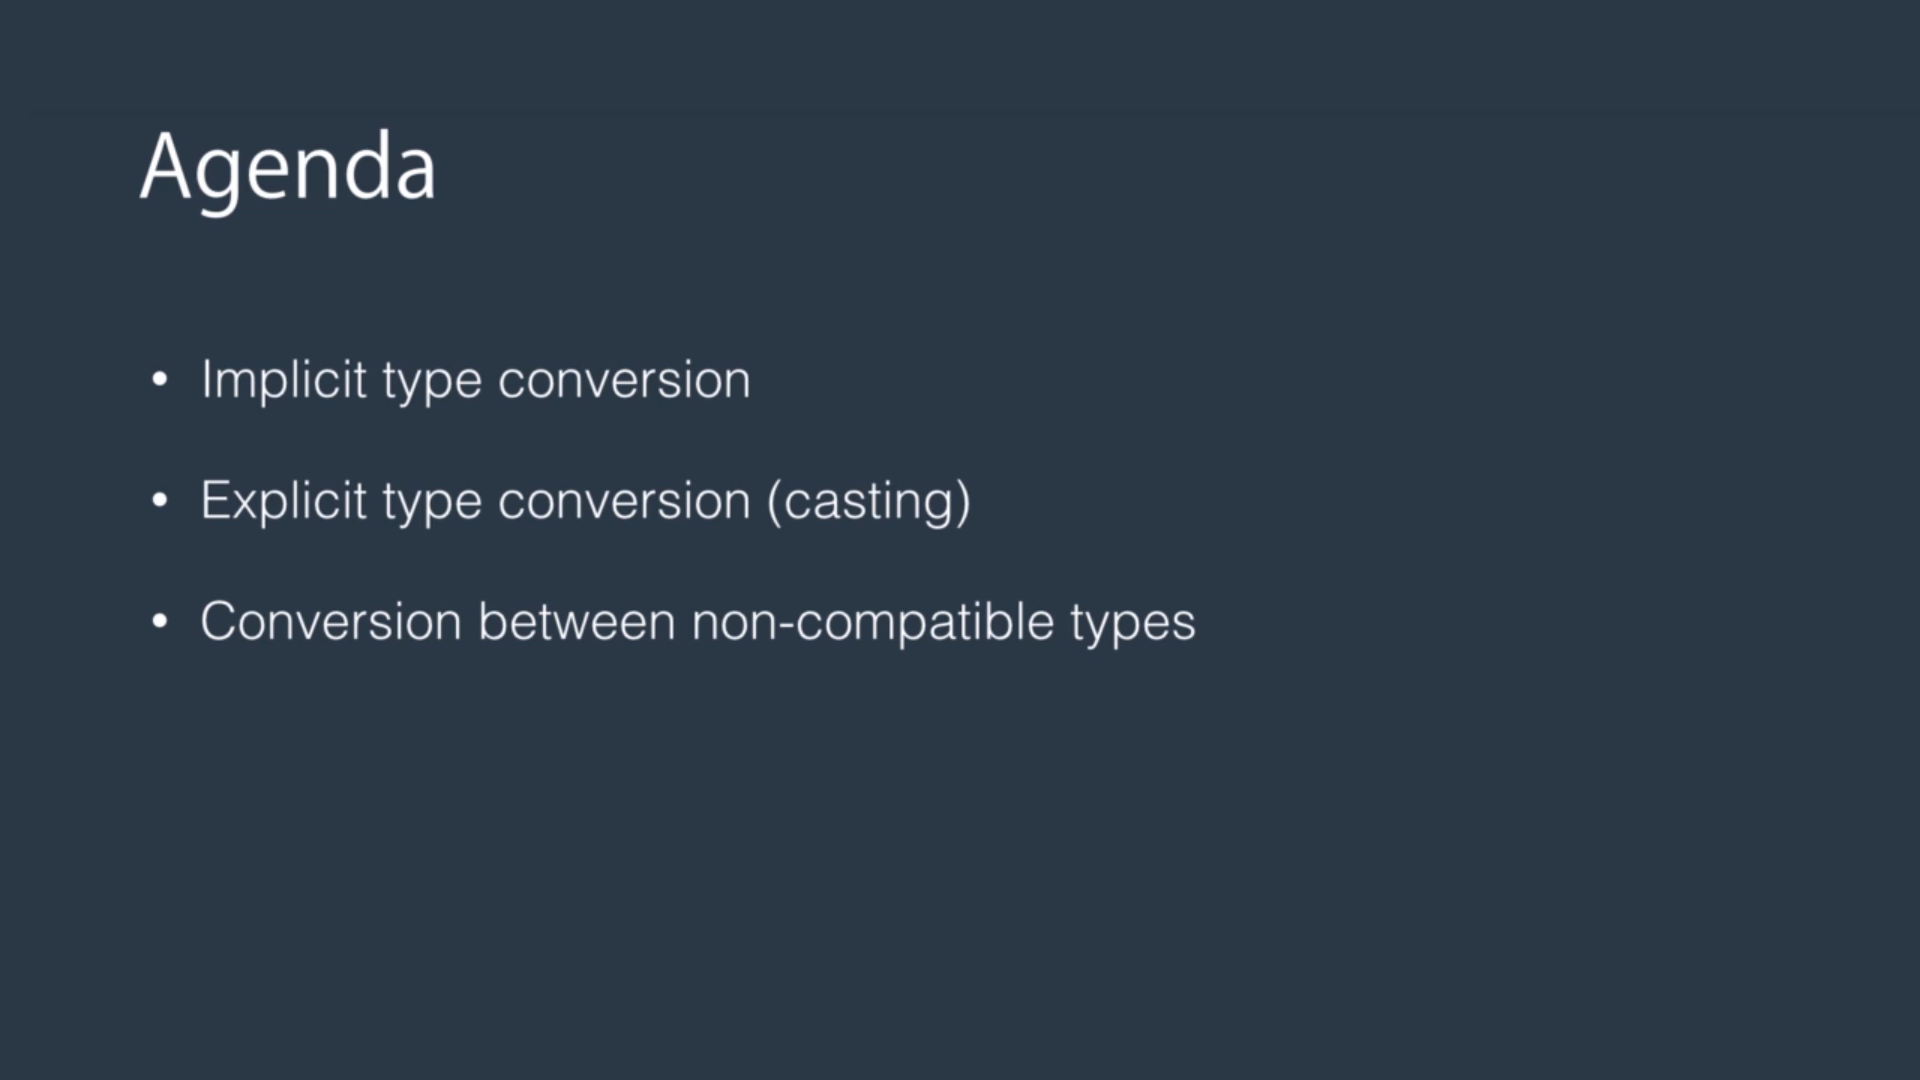 Agenda
• Implicit type conversion
• Explicit type conversion (casting)
• Conversion between non-compatible types